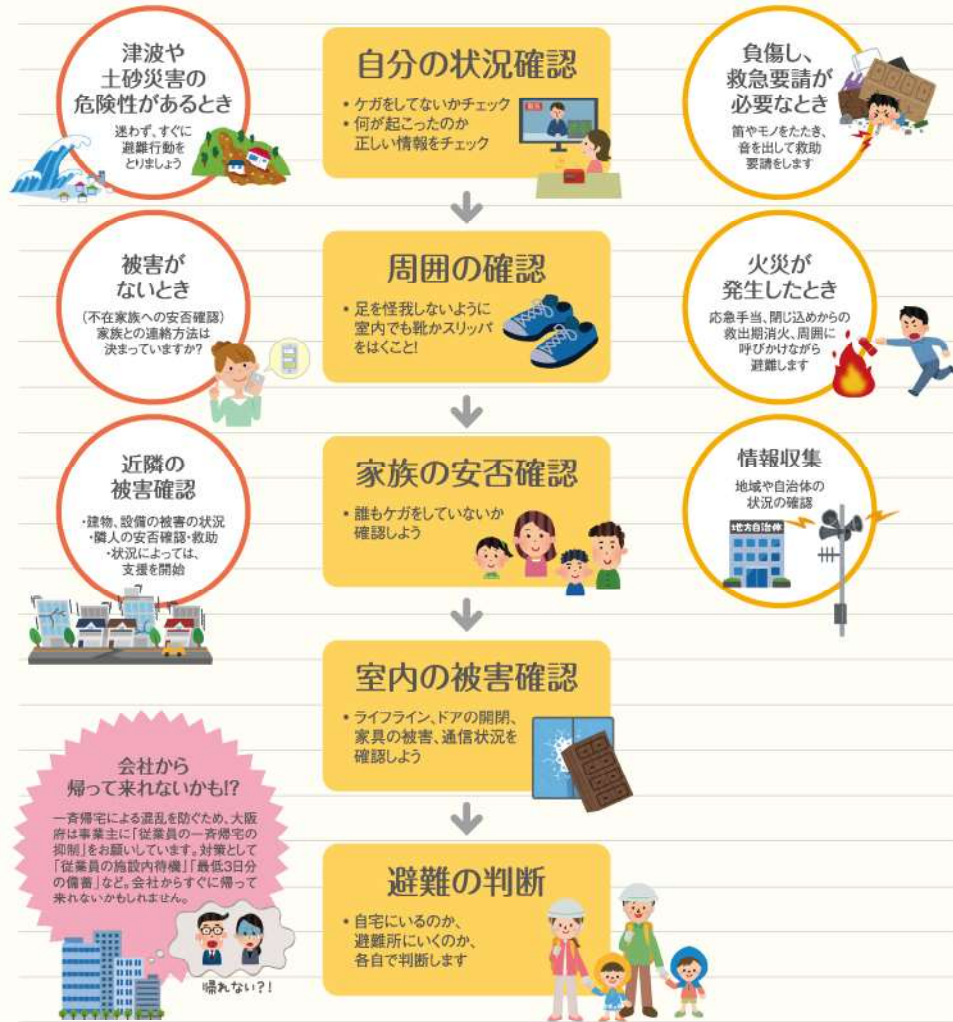 津波や
土砂災害の
危険性があるとき
迷わず、すぐに
避難行動を
とりましょう
自分の状況確認
• ケガをしてないかチェック
• 何が起こったのか
正しい情報をチェック
負傷し、
救急要請が
必要なとき
笛やモノをたたき、
音を出して救助
要請をします
被害が
ないとき
(不在家族への安否確認)
家族との連絡方法は
決まっていますか?
周囲の確認
• 足を怪我しないように
室内でも靴かスリッパ
をはくこと!
火災が
発生したとき
応急手当、閉じ込めからの
救出期消火、周囲に
呼びかけながら
避難します
近隣の
被害確認
・建物、設備の被害の状況
・隣人の安否確認・救助
・状況によっては、
支援を開始
家族の安否確認
• 誰もケガをしていないか
確認しよう
情報収集
地域や自治体の
状況の確認
地方自治体
室内の被害確認
• ライフライン、ドアの開閉、
家具の被害、通信状況を
確認しよう
会社から
帰って来れないかも!?
一斉帰宅による混乱を防ぐため、大阪
府は事業主に「従業員の一斉帰宅の
抑制」をお願いしています。対策として
「従業員の施設内待機」「最低3日分
の備蓄」など。会社からすぐに帰って
来れないかもしれません。
帰れない?!
避難の判断
• 自宅にいるのか、
避難所にいくのか、
各自で判断します